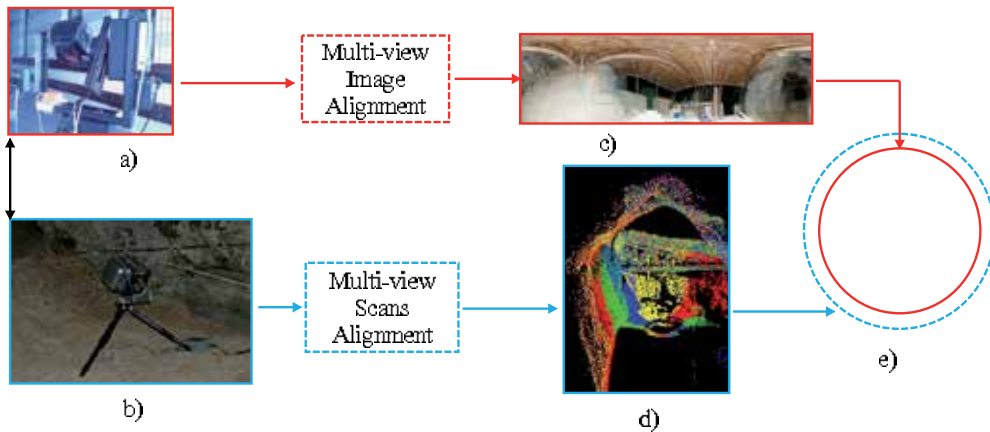 Multi-view
Image
Alignment
a)
c)
Multi-view
Scans
Alignment
b)
d)
e)